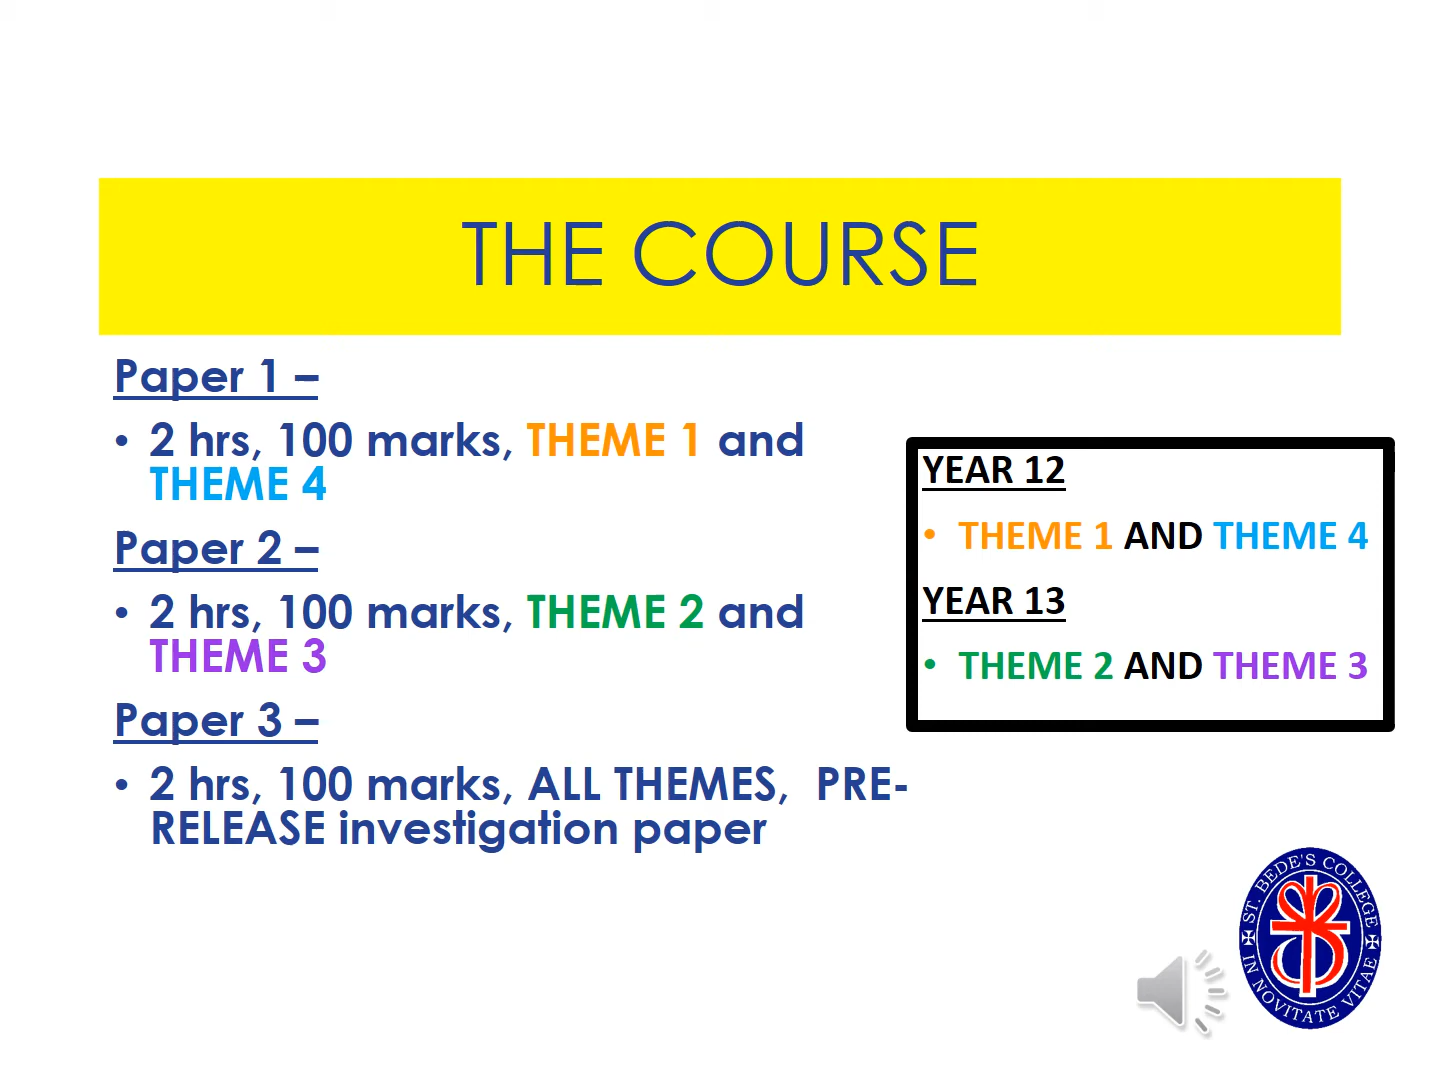 THE COURSE
Paper 1 –
• 2 hrs, 100 marks, THEME 1 and
THEME 4
Paper 2 –
• 2 hrs, 100 marks, THEME 2 and
THEME 3
Paper 3 –
• 2 hrs, 100 marks, ALL THEMES,  PRE-
RELEASE investigation paper
YEAR 12
• THEME 1 AND THEME 4
YEAR 13
• THEME 2 AND THEME 3
ST. BEDE'S COLLEGE
IN NOVITATE VITAE